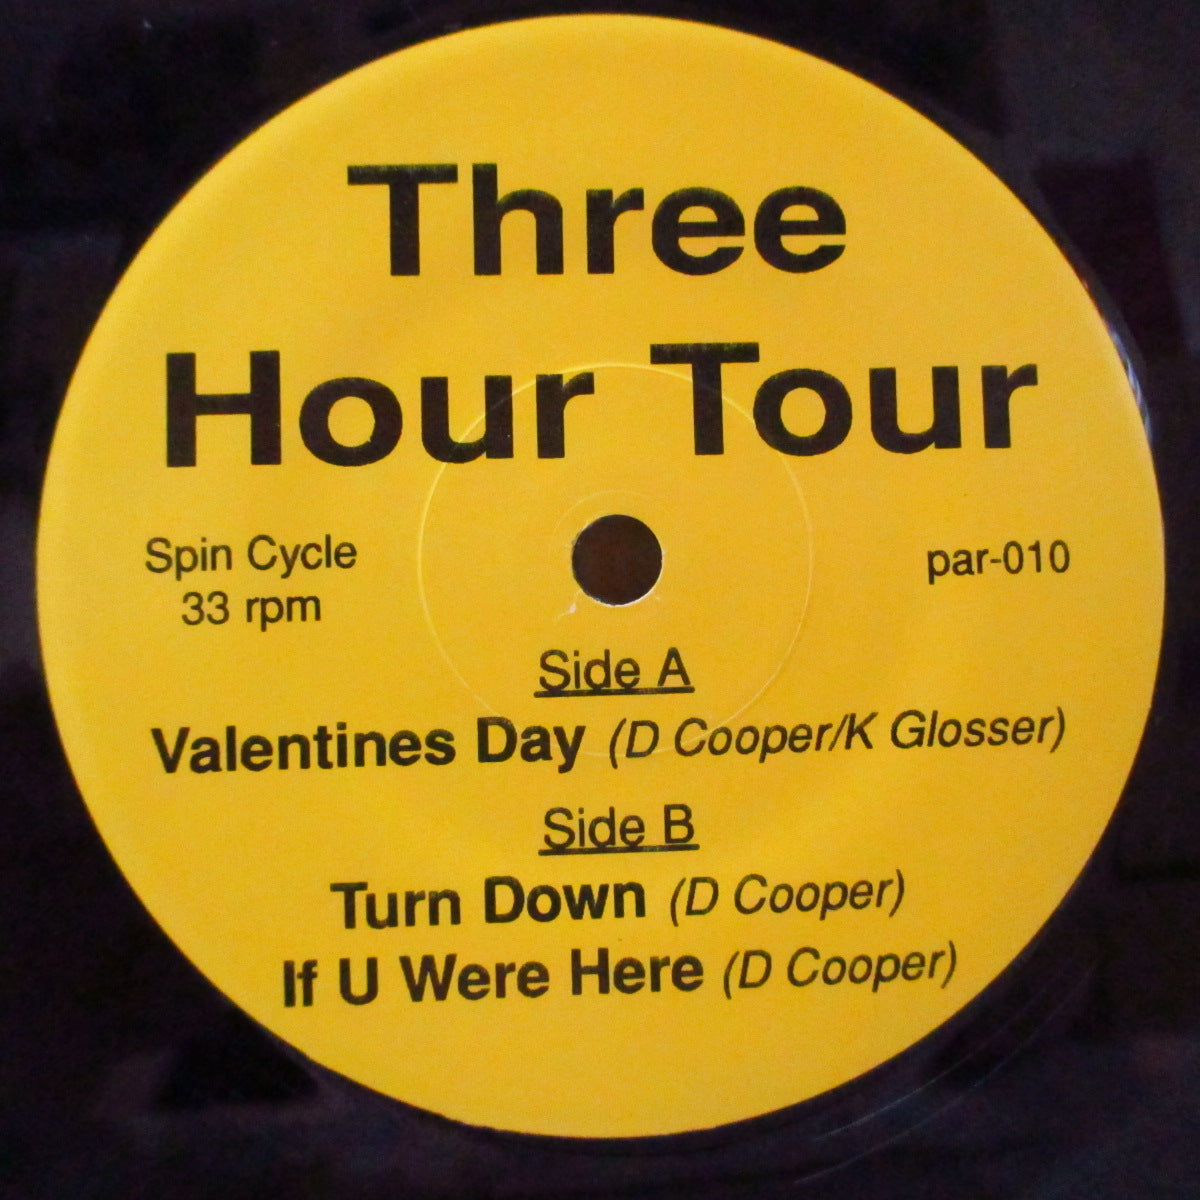 Three
Hour Tour
Spin Cycle
33 rpm
par-010
Side A
Valentines Day (D Cooper/K Glosser)
Side B
Turn Down (D Cooper)
If U Were Here (D Cooper)